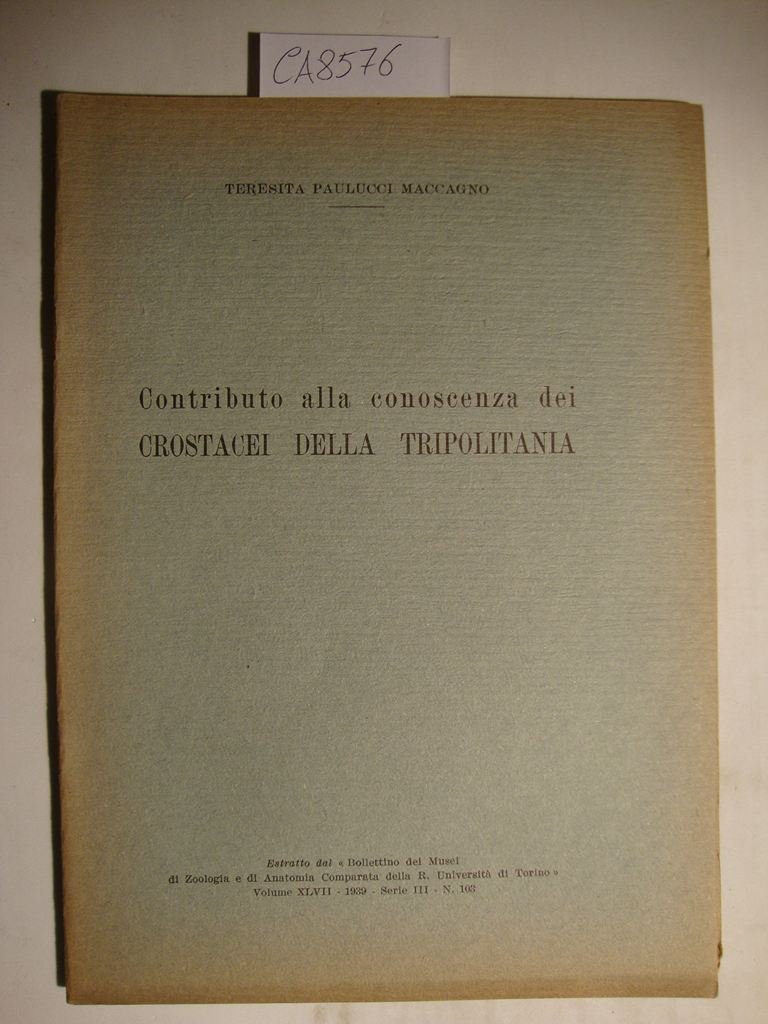 CA8576
TERESITA PAULUCCI MACCAGNO
Contributo alla conoscenza dei
CROSTACEI DELLA TRIPOLITANIA
Estratto dal « Bollettino dei Musei
di Zoologia e di Anatomia Comparata della R. Università di Torino »
Volume XLVII - 1939 - Serie III - N. 103